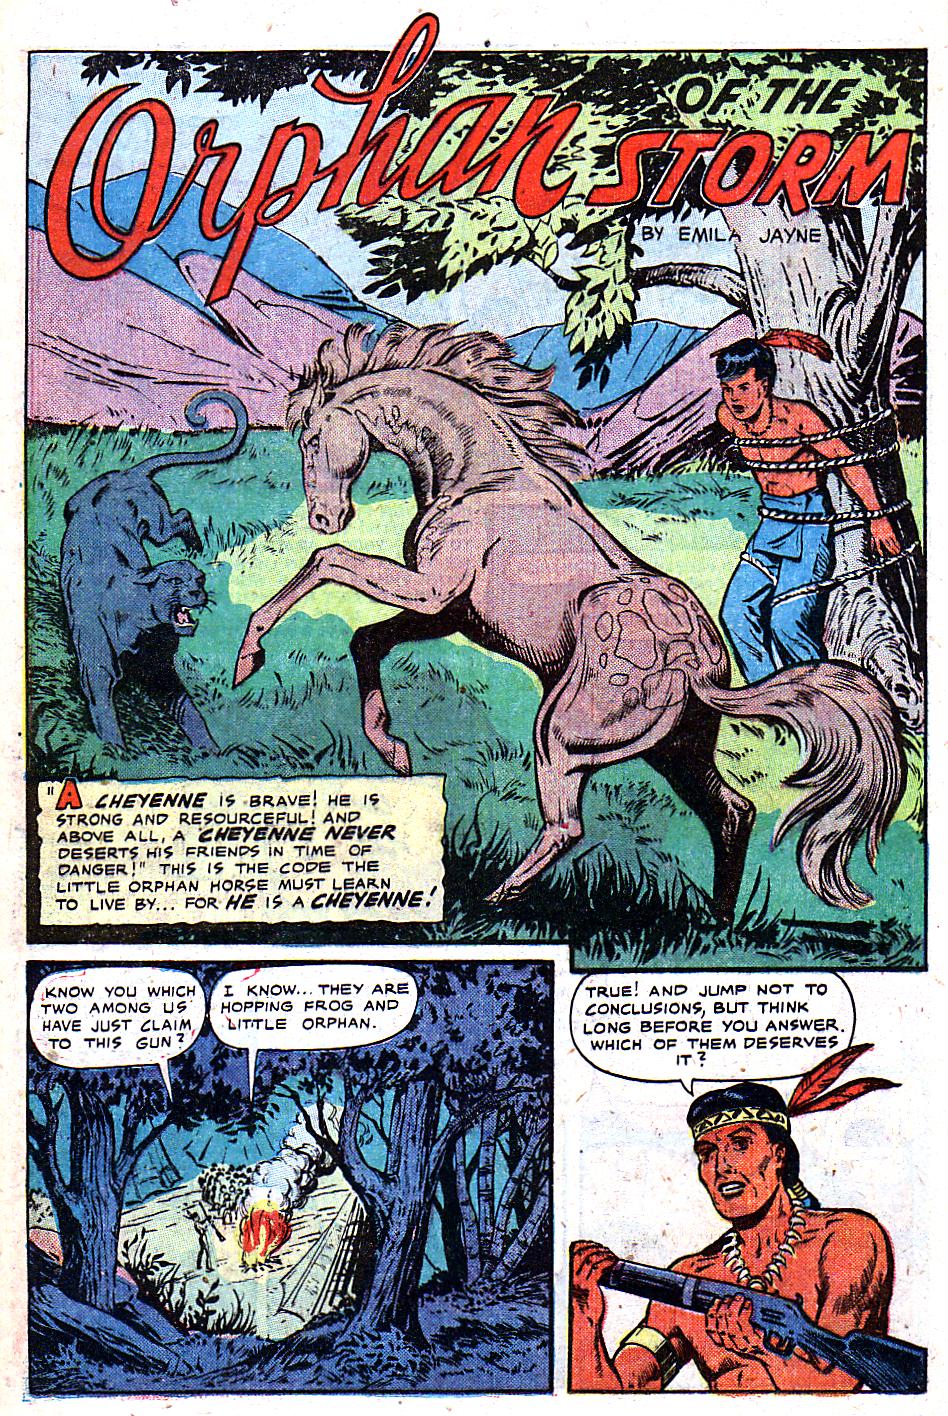 Orphan OF THE
STORM
BY EMILA JAYNE
"A CHEYENNE IS BRAVE! HE IS
STRONG AND RESOURCEFUL! AND
ABOVE ALL, A CHEYENNE NEVER
DESERTS HIS FRIENDS IN TIME OF
DANGER!" THIS IS THE CODE THE
LITTLE ORPHAN HORSE MUST LEARN
TO LIVE BY... FOR HE IS A CHEYENNE!
KNOW YOU WHICH
TWO AMONG US
HAVE JUST CLAIM
TO THIS GUN?
I KNOW... THEY ARE
HOPPING FROG AND
LITTLE ORPHAN.
TRUE! AND JUMP NOT TO
CONCLUSIONS, BUT THINK
LONG BEFORE YOU ANSWER.
WHICH OF THEM DESERVES
IT?